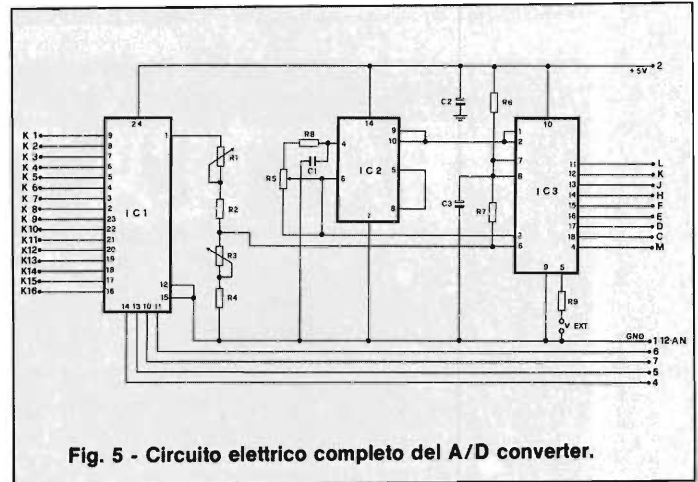 2
+5V
24
14
10
K 1
K 2
K 3
K 4
K 5
K 6
K 7
K 8
K 9
K10
K11
K12
K13
K14
K15
K16
9
8
7
6
5
4
3
2
23
22
21
20
19
18
17
16
IC1
1
12
15
14 13 10 11
R1
R2
R3
R4
R5
R8
C1
4
6
IC2
9
10
5
8
7
C2
C3
R6
R7
1
2
7
8
3
6
IC3
11
12
13
14
15
16
17
18
4
L
K
J
H
F
E
D
C
M
9 5
R9
V EXT.
GND
1 12-AN
6
7
5
4
Fig. 5 - Circuito elettrico completo del A/D converter.